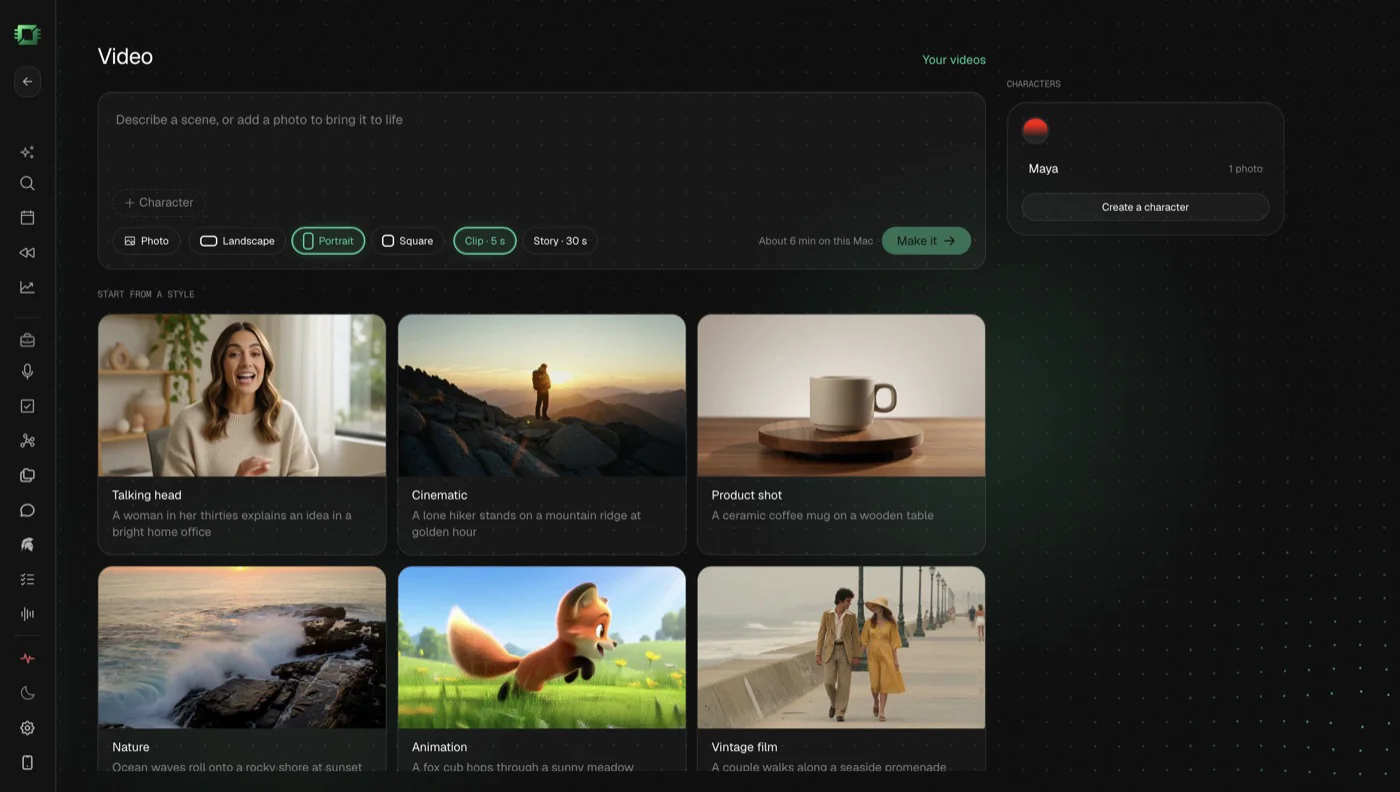 Video
Your videos
Describe a scene, or add a photo to bring it to life
+ Character
Photo
Landscape
Portrait
Square
Clip · 5 s
Story · 30 s
About 6 min on this Mac
Make it →
START FROM A STYLE
Talking head
A woman in her thirties explains an idea in a
bright home office
Cinematic
A lone hiker stands on a mountain ridge at
golden hour
Product shot
A ceramic coffee mug on a wooden table
Nature
Ocean waves roll onto a rocky shore at sunset
Animation
A fox cub hops through a sunny meadow
Vintage film
A couple walks along a seaside promenade
CHARACTERS
Maya
1 photo
Create a character